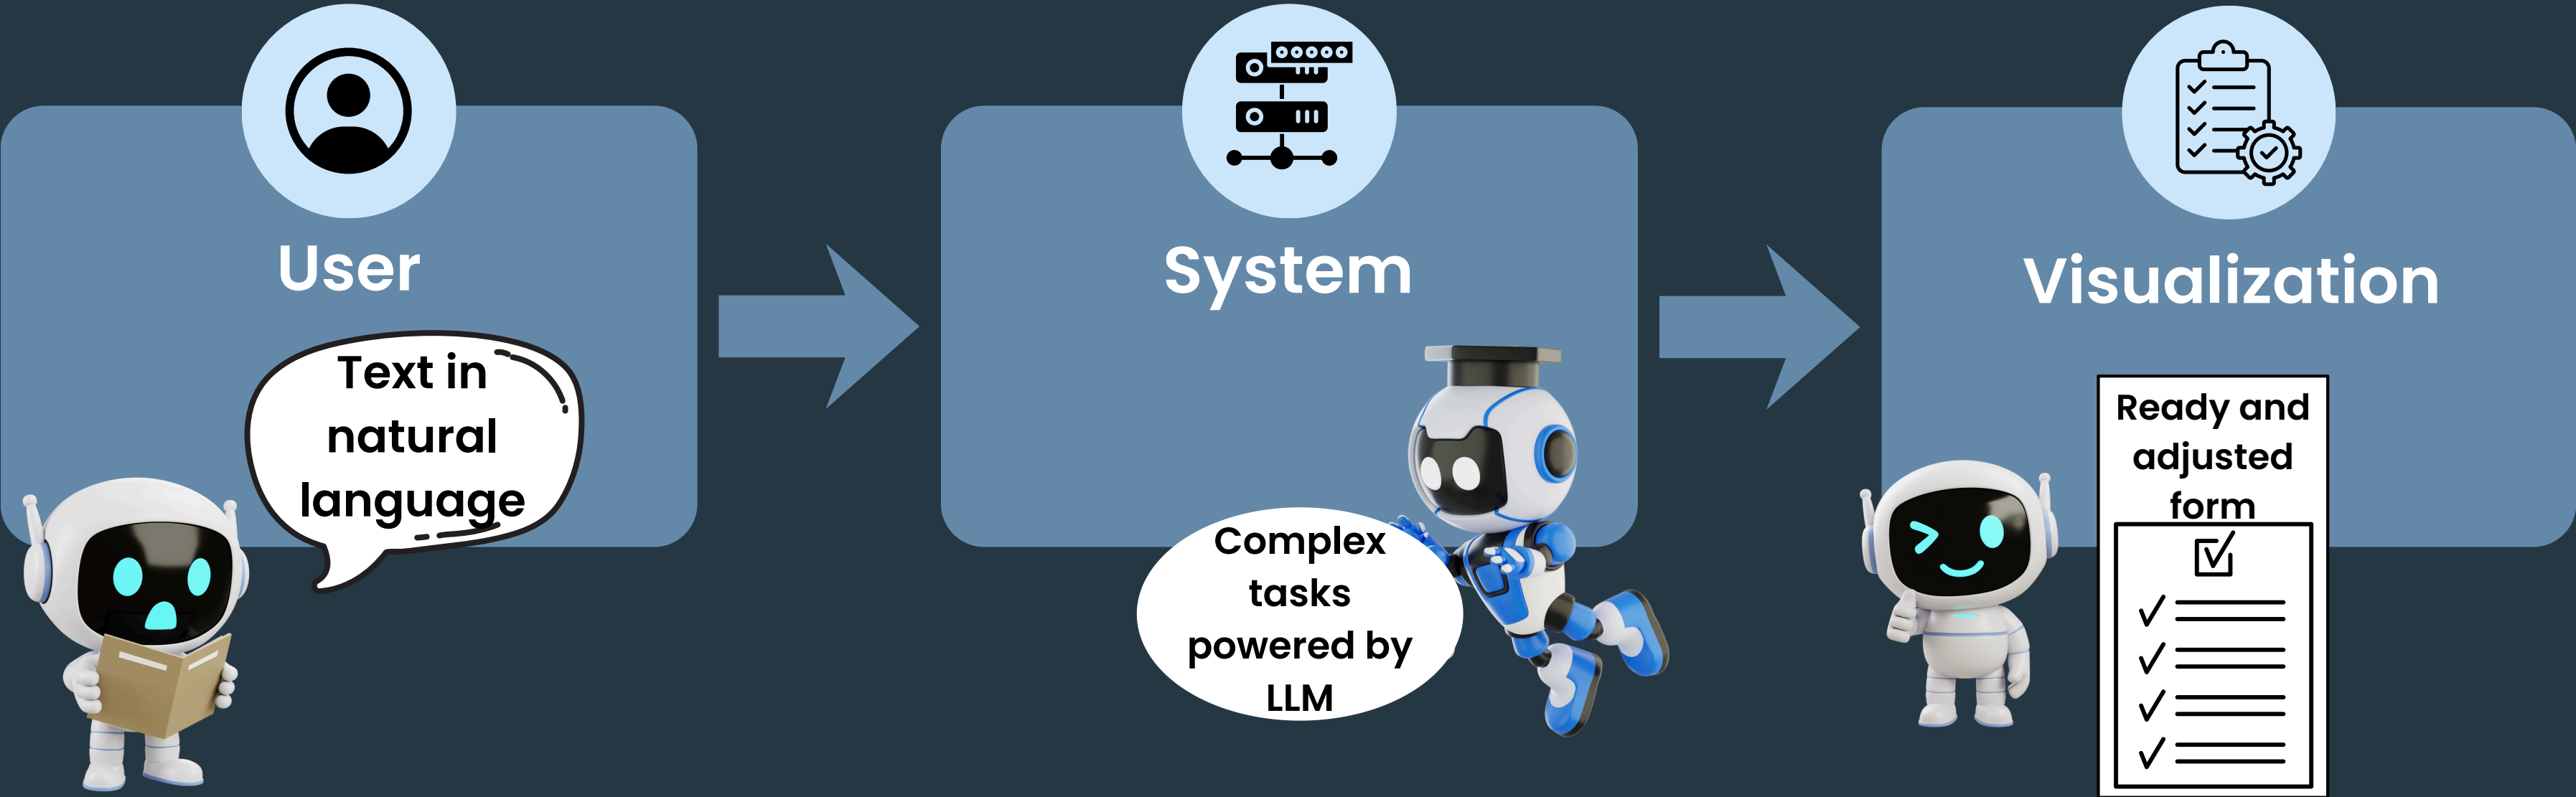 User
Text in
natural
language
System
Complex
tasks
powered by
LLM
Visualization
Ready and
adjusted
form